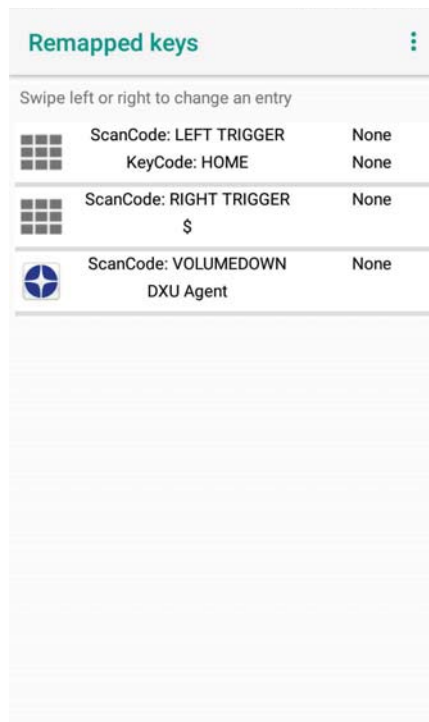 Remapped keys
Swipe left or right to change an entry
ScanCode: LEFT TRIGGER None
KeyCode: HOME None
ScanCode: RIGHT TRIGGER None
$
ScanCode: VOLUMEDOWN None
DXU Agent